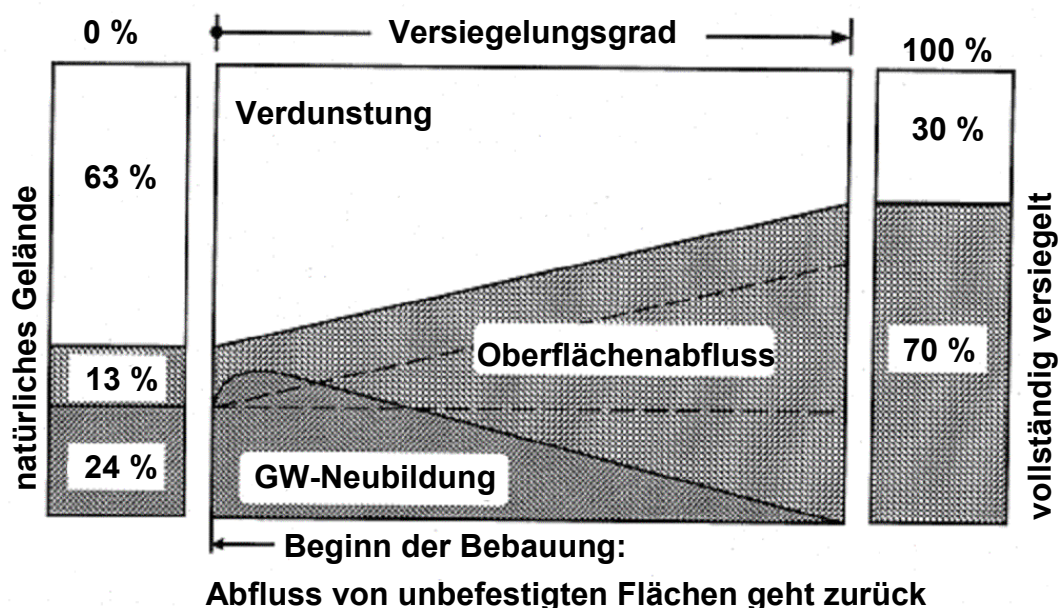 0 %
Versiegelungsgrad
100 %
Verdunstung
63 %
30 %
natürliches Gelände
vollständig versiegelt
13 %
Oberflächenabfluss
70 %
24 %
GW-Neubildung
Beginn der Bebauung:
Abfluss von unbefestigten Flächen geht zurück